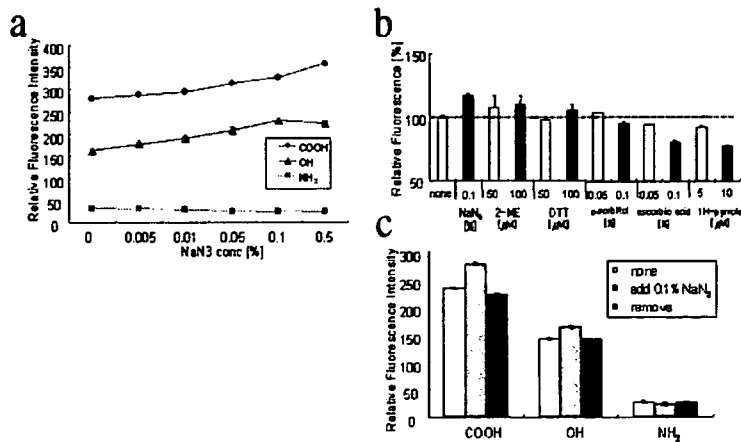 a
Relative Fluorescence Intensity
400
350
300
250
200
150
100
50
0
0 0.005 0.01 0.05 0.1 0.5
NaN3 conc [%]
COOH
OH
NH2
b
Relative Fluorescence [%]
150
100
50
none 0.1 50 100 50 100 0.05 0.1 0.05 0.1 5 10
NaN3 2-ME DTT ascorbic acid
[%] [μM] [μM] [%] [%] [μM]
c
Relative Fluorescence Intensity
300
250
200
150
100
50
0
none
add 0.1% NaN3
remove
COOH OH NH2